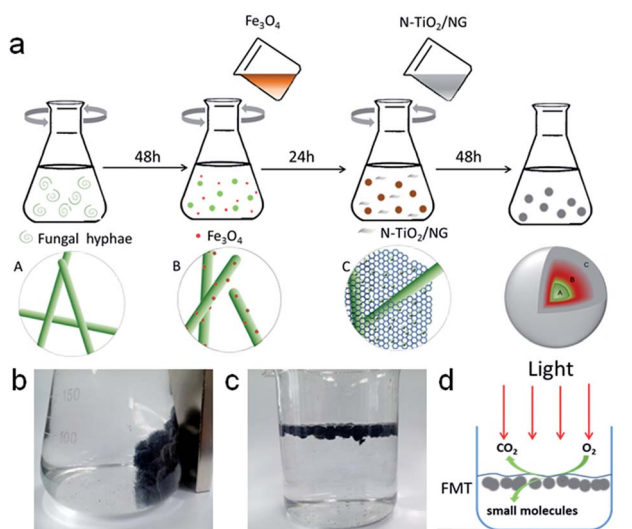 a
Fe₃O₄
N-TiO₂/NG
48h
24h
48h
Fungal hyphae
Fe₃O₄
N-TiO₂/NG
A
B
C
A
B
C
b
150
100
c
d
Light
CO₂
O₂
FMT
small molecules